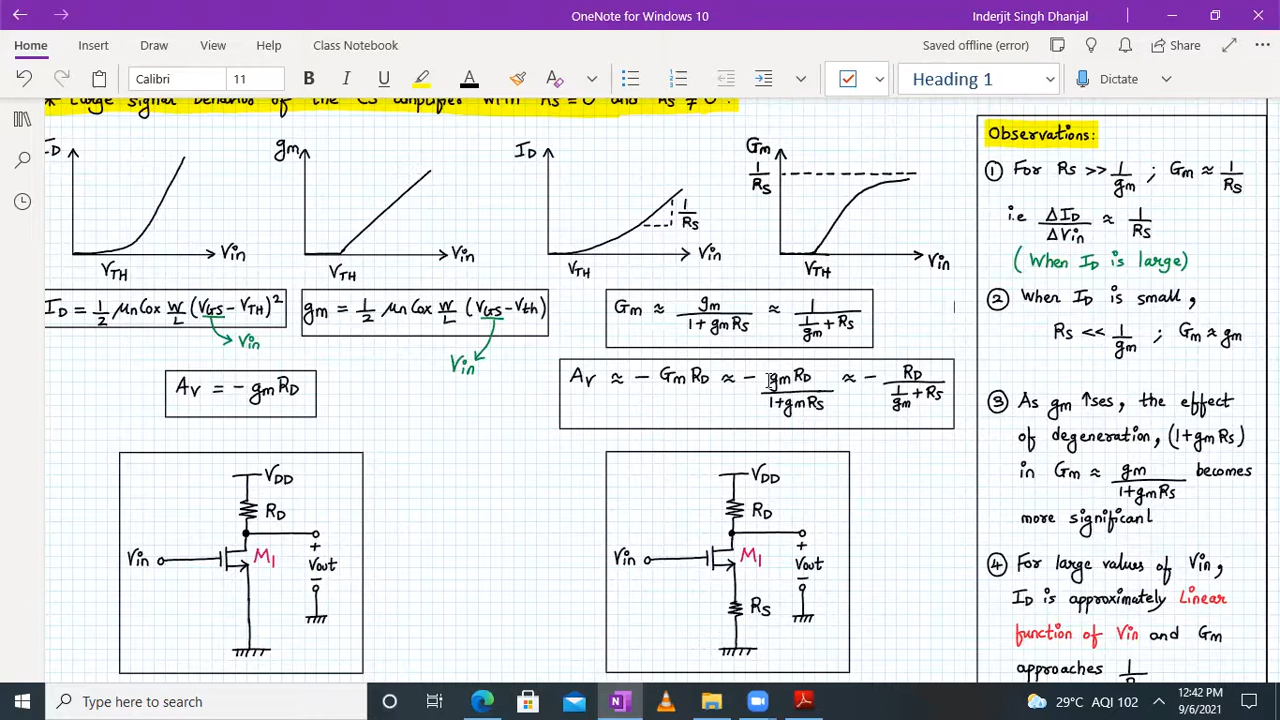 OneNote for Windows 10
Inderjit Singh Dhanjal
Home Insert Draw View Help Class Notebook
Saved offline (error)
Share
Calibri 11 B I U A Heading 1 Dictate
* Large signal behavior of the CS amplifier with Rs = 0 and Rs ≠ 0 :
ID
VTH
Vin
gm
VTH
Vin
ID
1/Rs
VTH
Vin
Gm
1/Rs
VTH
Vin
ID = 1/2 μnCox W/L (VGS - VTH)²
Vin
gm = 1/2 μnCox W/L (VGS - Vth)
Vin
Gm ≈ gm/(1+gmRs) ≈ 1/(1/gm + Rs)
Av = - gmRD
Av ≈ - GmRD ≈ - gmRD/(1+gmRs) ≈ - RD/(1/gm + Rs)
VDD
RD
Vin
M1
+
Vout
-
VDD
RD
Vin
M1
+
Vout
-
Rs
Observations:
① For Rs >> 1/gm ; Gm ≈ 1/Rs
i.e ΔID/ΔVin ≈ 1/Rs
(When ID is large)
② When ID is small,
Rs << 1/gm ; Gm ≈ gm
③ As gm ↑ses, the effect
of degeneration, (1+gmRs)
in Gm ≈ gm/(1+gmRs) becomes
more significant
④ For large values of Vin,
ID is approximately Linear
function of Vin and Gm
approaches 1/Rs
Type here to search
29°C AQI 102
12:42 PM
9/6/2021